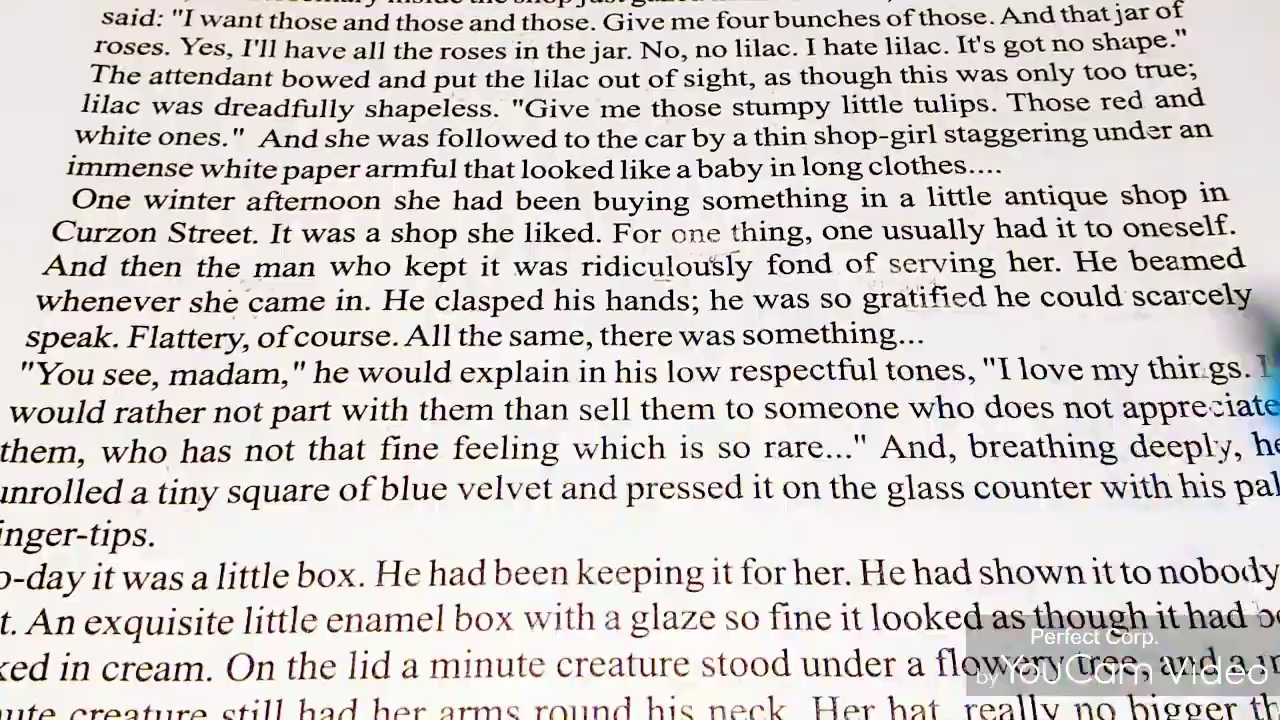 said: "I want those and those and those. Give me four bunches of those. And that jar of
roses. Yes, I'll have all the roses in the jar. No, no lilac. I hate lilac. It's got no shape."
The attendant bowed and put the lilac out of sight, as though this was only too true;
lilac was dreadfully shapeless. "Give me those stumpy little tulips. Those red and
white ones." And she was followed to the car by a thin shop-girl staggering under an
immense white paper armful that looked like a baby in long clothes....
One winter afternoon she had been buying something in a little antique shop in
Curzon Street. It was a shop she liked. For one thing, one usually had it to oneself.
And then the man who kept it was ridiculously fond of serving her. He beamed
whenever she came in. He clasped his hands; he was so gratified he could scarcely
speak. Flattery, of course. All the same, there was something...
"You see, madam," he would explain in his low respectful tones, "I love my things. I
would rather not part with them than sell them to someone who does not appreciate
them, who has not that fine feeling which is so rare..." And, breathing deeply, he
unrolled a tiny square of blue velvet and pressed it on the glass counter with his pal
inger-tips.
o-day it was a little box. He had been keeping it for her. He had shown it to nobody
t. An exquisite little enamel box with a glaze so fine it looked as though it had
ked in cream. On the lid a minute creature stood under a flowery tree, and a
ute creature still had her arms round his neck. Her hat, really no bigger th
Perfect Corp.
by YouCam Video